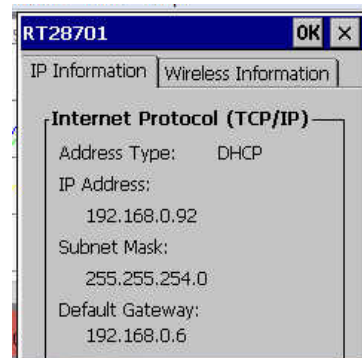 RT28701 OK ×
IP Information Wireless Information
Internet Protocol (TCP/IP)
Address Type: DHCP
IP Address:
192.168.0.92
Subnet Mask:
255.255.254.0
Default Gateway:
192.168.0.6